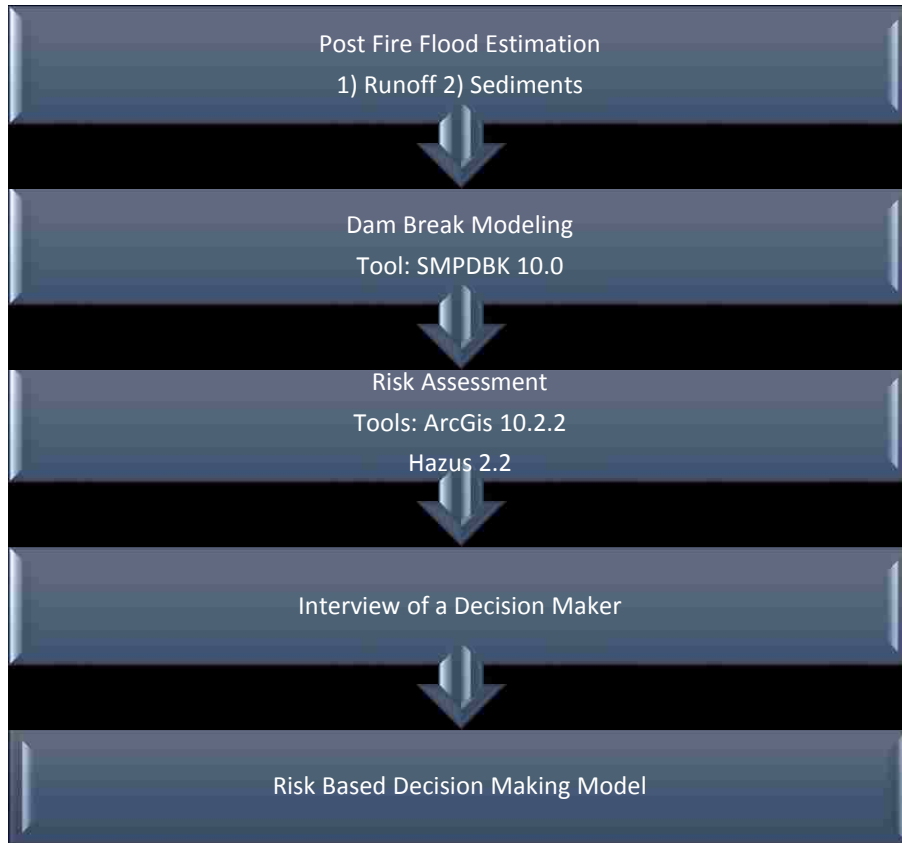 Post Fire Flood Estimation
1) Runoff 2) Sediments
Dam Break Modeling
Tool: SMPDBK 10.0
Risk Assessment
Tools: ArcGis 10.2.2
Hazus 2.2
Interview of a Decision Maker
Risk Based Decision Making Model